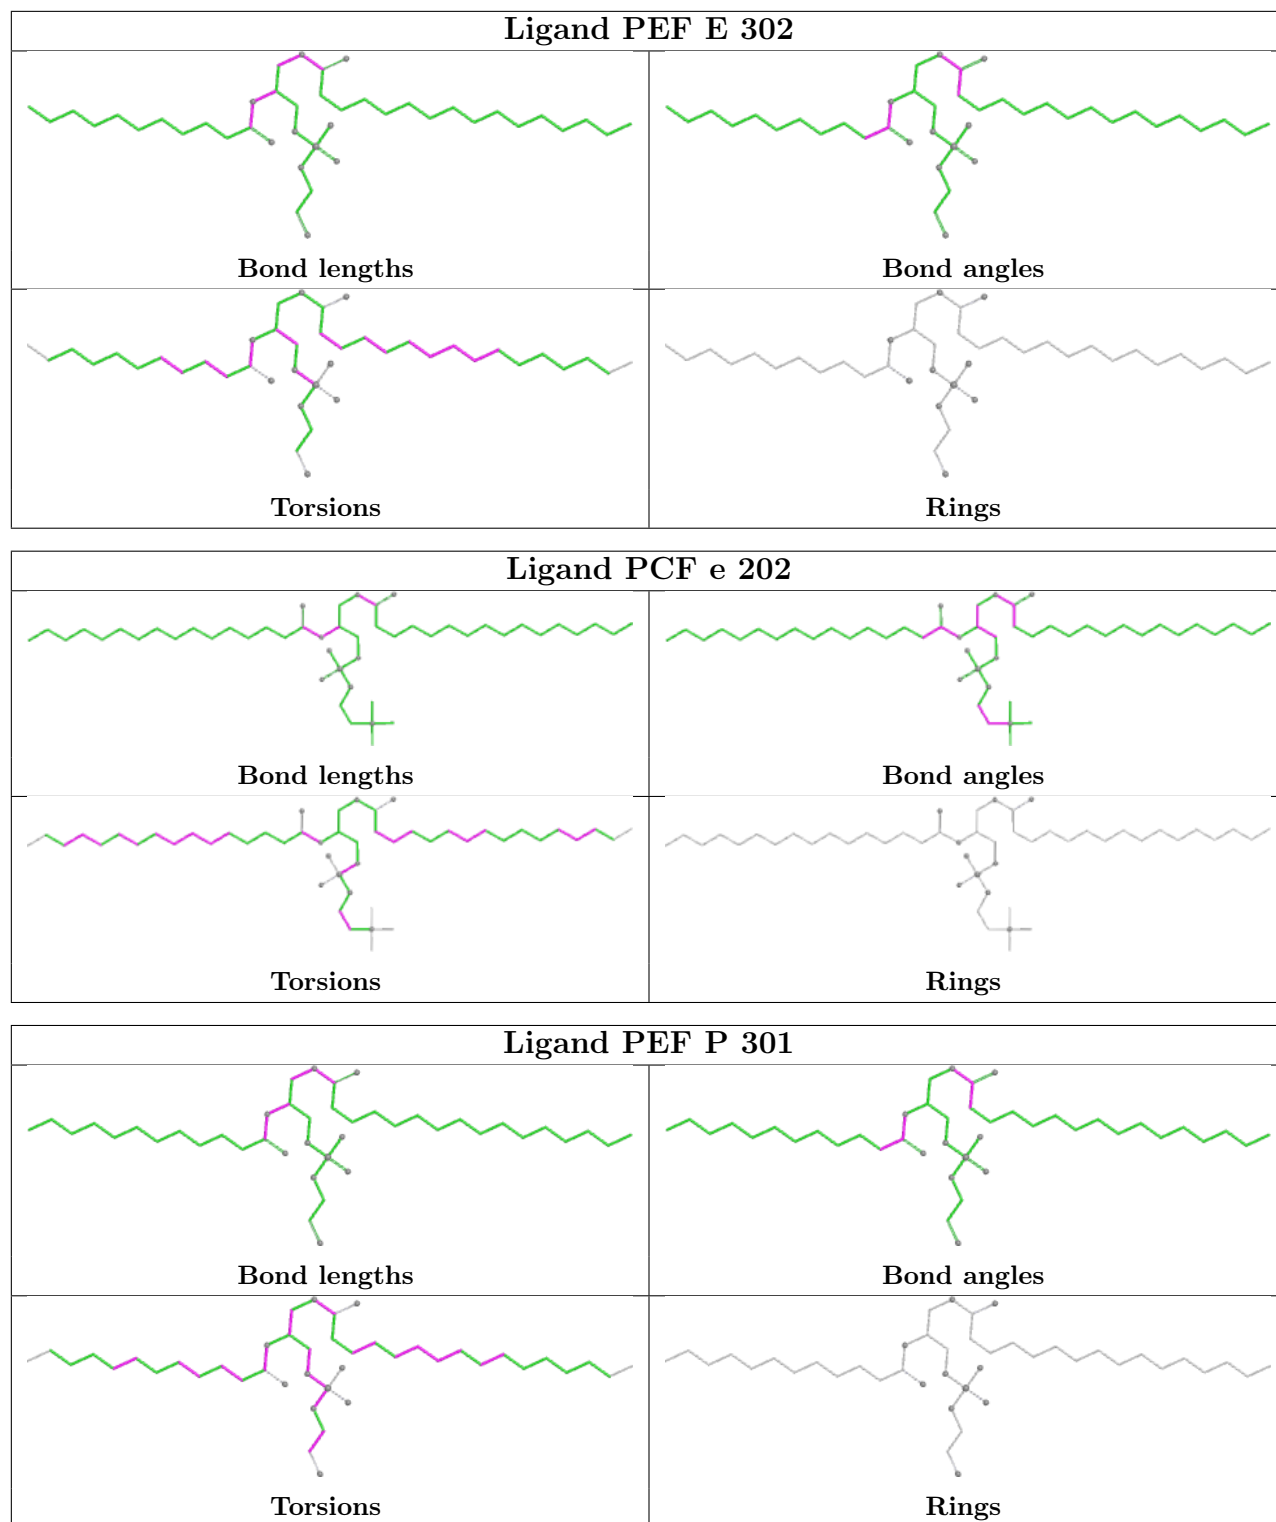 Ligand PEF E 302
Bond lengths
Bond angles
Torsions
Rings
Ligand PCF e 202
Bond lengths
Bond angles
Torsions
Rings
Ligand PEF P 301
Bond lengths
Bond angles
Torsions
Rings